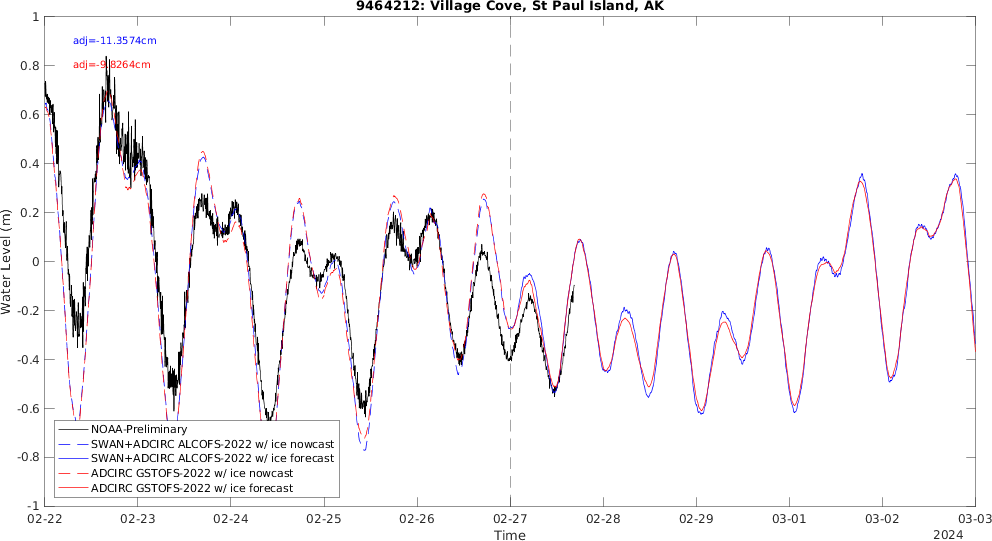 9464212: Village Cove, St Paul Island, AK
adj=-11.3574cm
adj=-9.8264cm
1
0.8
0.6
0.4
0.2
0
-0.2
-0.4
-0.6
-0.8
-1
Water Level (m)
NOAA-Preliminary
SWAN+ADCIRC ALCOFS-2022 w/ ice nowcast
SWAN+ADCIRC ALCOFS-2022 w/ ice forecast
ADCIRC GSTOFS-2022 w/ ice nowcast
ADCIRC GSTOFS-2022 w/ ice forecast
02-22 02-23 02-24 02-25 02-26 02-27 02-28 02-29 03-01 03-02 03-03
Time
2024